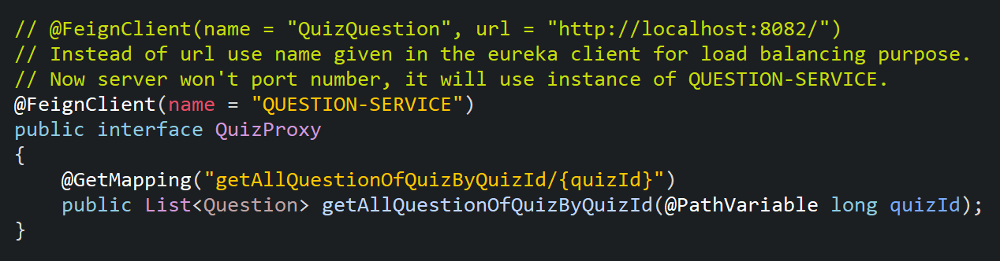 // @FeignClient(name = "QuizQuestion", url = "http://localhost:8082/")
// Instead of url use name given in the eureka client for load balancing purpose.
// Now server won't port number, it will use instance of QUESTION-SERVICE.
@FeignClient(name = "QUESTION-SERVICE")
public interface QuizProxy
{
    @GetMapping("getAllQuestionOfQuizByQuizId/{quizId}")
    public List<Question> getAllQuestionOfQuizByQuizId(@PathVariable long quizId);
}